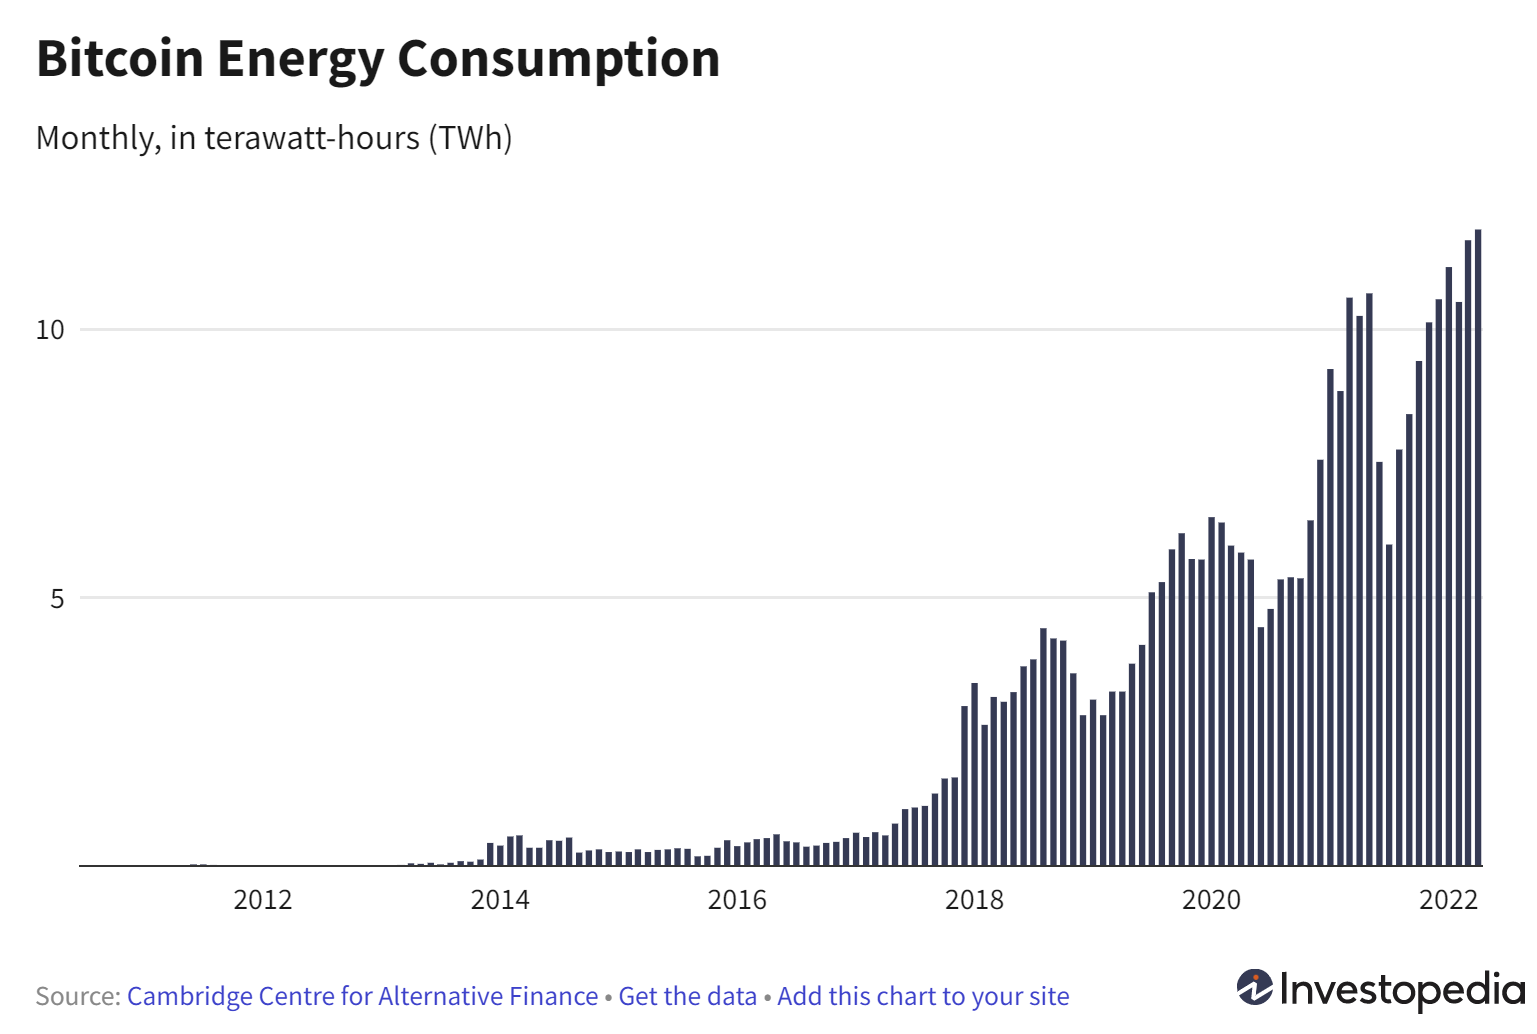 Bitcoin Energy Consumption
Monthly, in terawatt-hours (TWh)
10
5
2012 2014 2016 2018 2020 2022
Source: Cambridge Centre for Alternative Finance • Get the data • Add this chart to your site
Investopedia